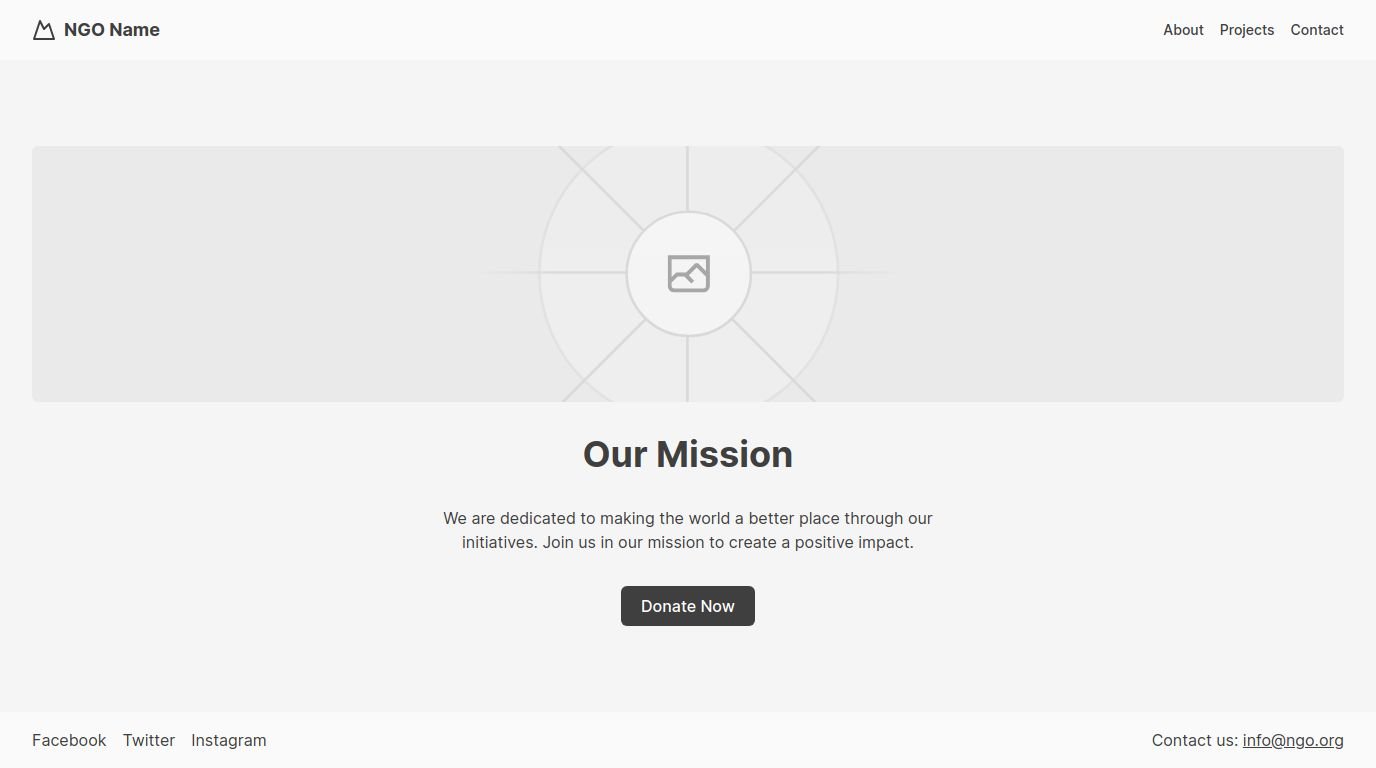 NGO Name
About Projects Contact
Our Mission
We are dedicated to making the world a better place through our
initiatives. Join us in our mission to create a positive impact.
Donate Now
Facebook Twitter Instagram
Contact us: info@ngo.org